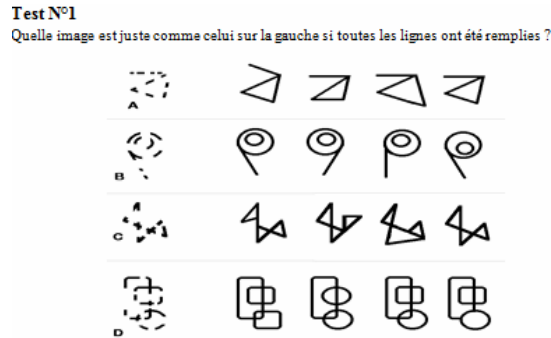 Test N°1
Quelle image est juste comme celui sur la gauche si toutes les lignes ont été remplies ?
A
B
C
D